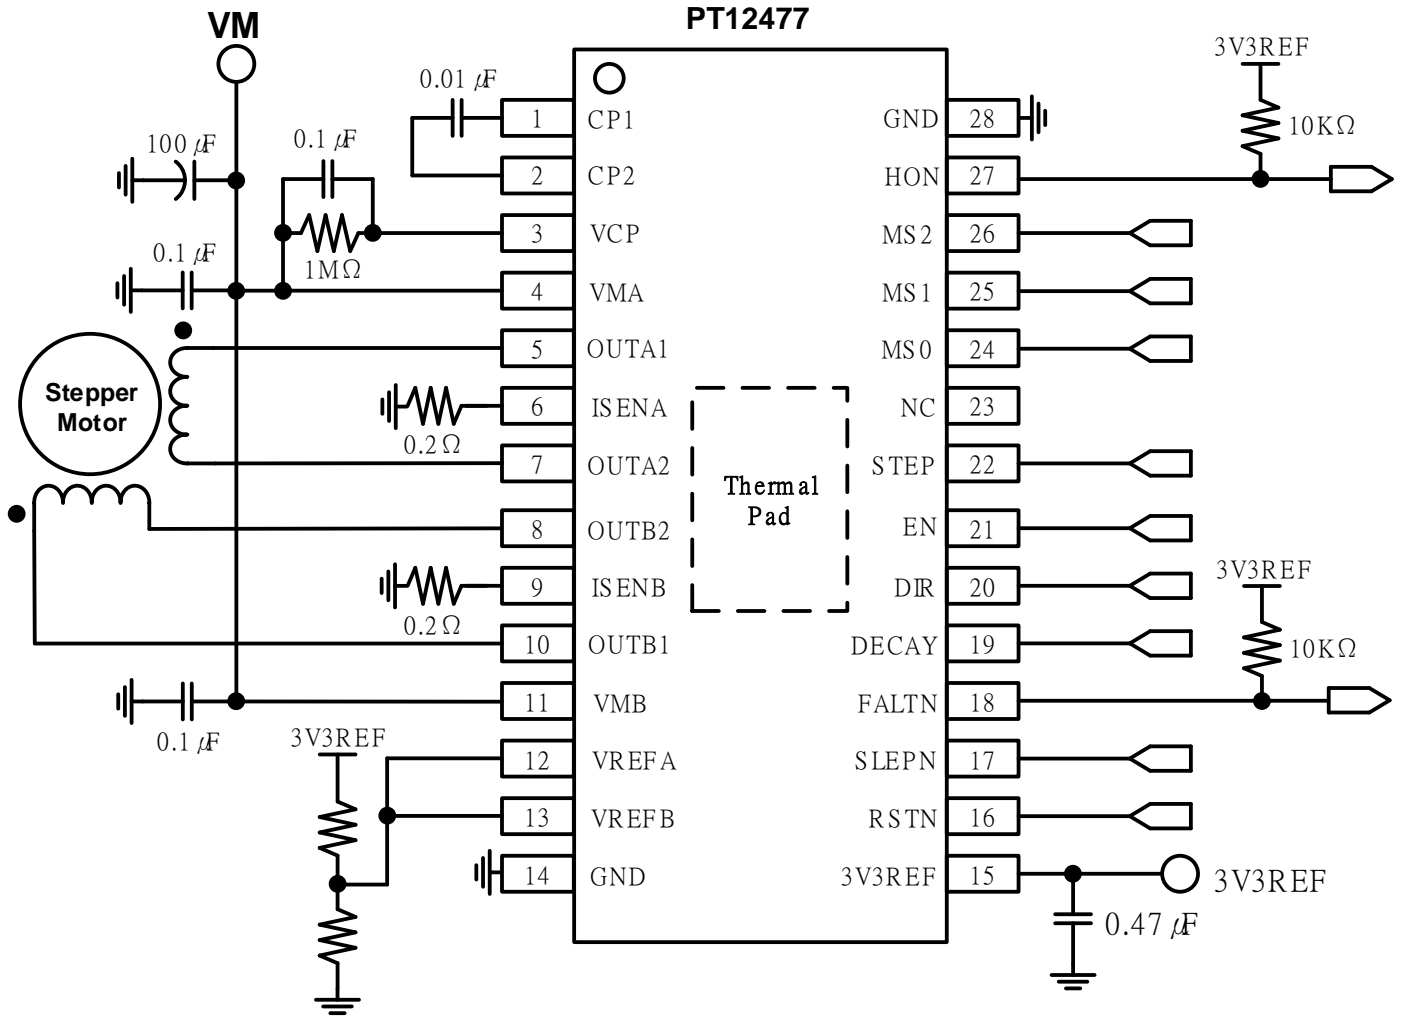 PT12477
VM
3V3REF
0.01 μF
10KΩ
100 μF
0.1 μF
1 CP1
GND 28
2 CP2
HON 27
3 VCP
MS2 26
1MΩ
0.1 μF
4 VMA
MS1 25
5 OUTA1
MS0 24
Stepper
Motor
6 ISENA
NC 23
0.2Ω
7 OUTA2
STEP 22
Thermal
Pad
8 OUTB2
EN 21
9 ISENB
DIR 20
3V3REF
0.2Ω
10 OUTB1
DECAY 19
10KΩ
11 VMB
FALTN 18
0.1 μF
3V3REF
12 VREFA
SLEPN 17
13 VREFB
RSTN 16
14 GND
3V3REF 15
3V3REF
0.47 μF